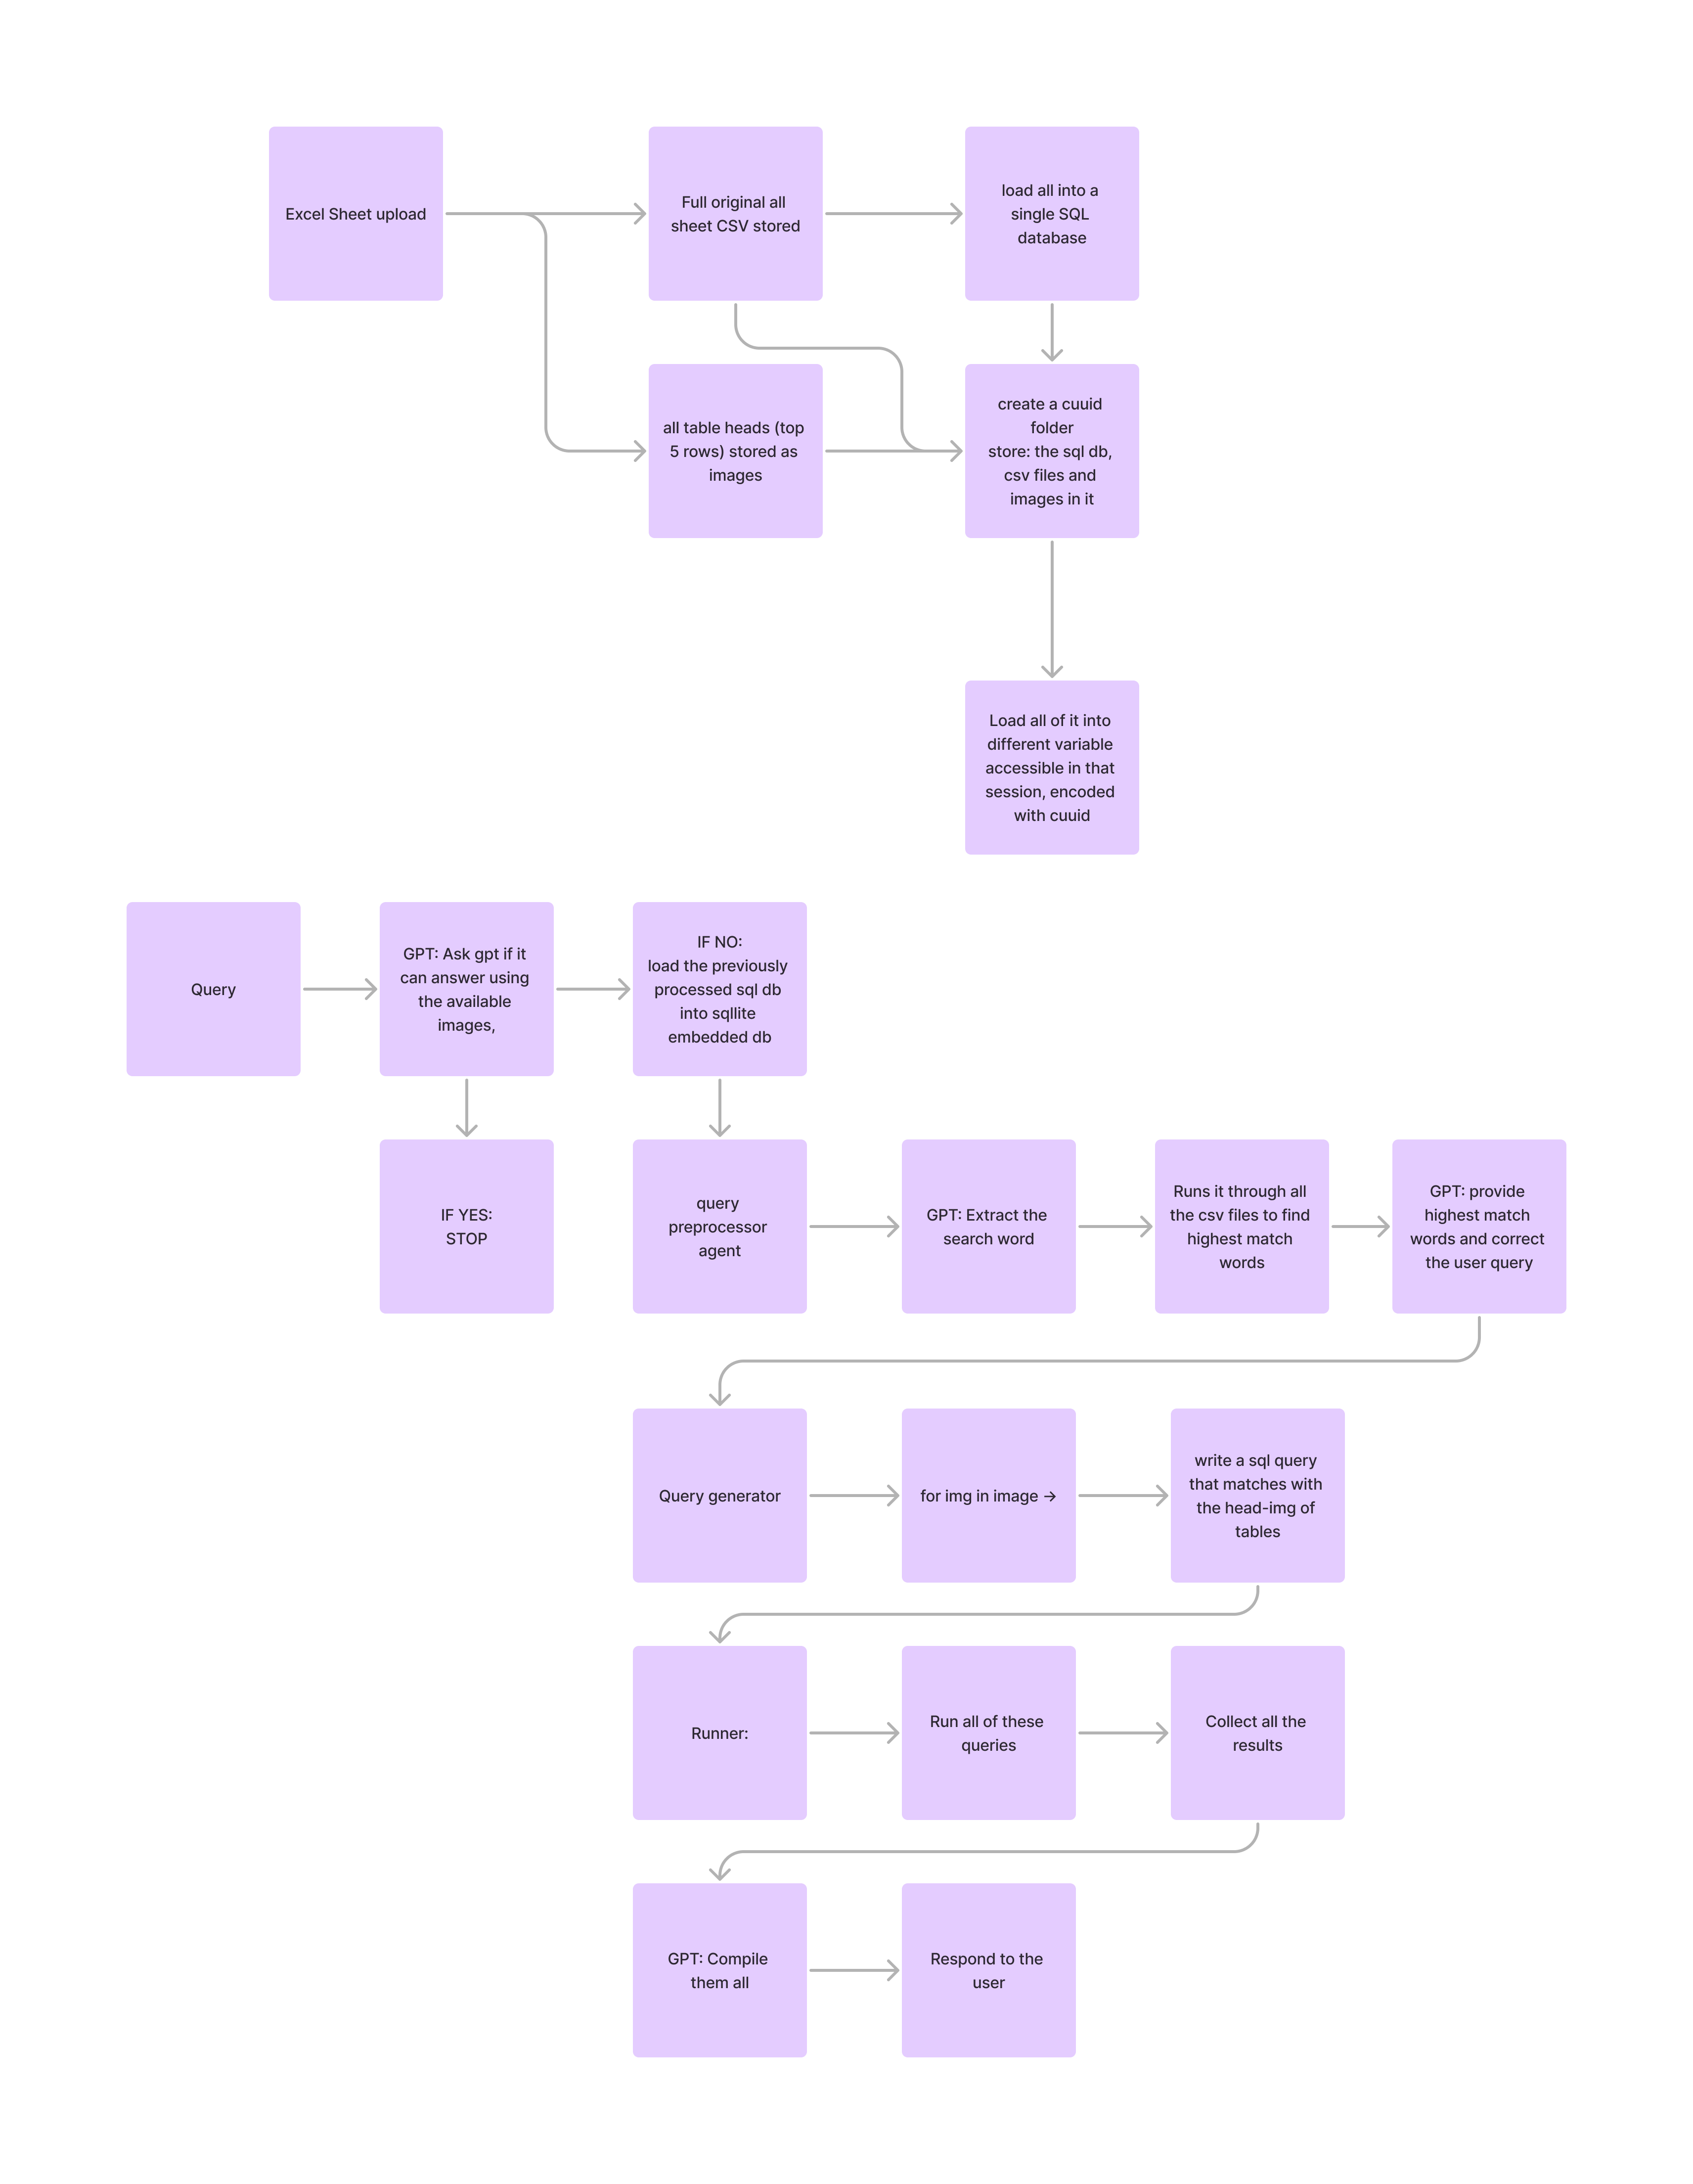 Excel Sheet upload
Full original all
sheet CSV stored
load all into a
single SQL
database
all table heads (top
5 rows) stored as
images
create a cuuid
folder
store: the sql db,
csv files and
images in it
Load all of it into
different variable
accessible in that
session, encoded
with cuuid
Query
GPT: Ask gpt if it
can answer using
the available
images,
IF NO:
load the previously
processed sql db
into sqllite
embedded db
IF YES:
STOP
query
preprocessor
agent
GPT: Extract the
search word
Runs it through all
the csv files to find
highest match
words
GPT: provide
highest match
words and correct
the user query
Query generator
for img in image →
write a sql query
that matches with
the head-img of
tables
Runner:
Run all of these
queries
Collect all the
results
GPT: Compile
them all
Respond to the
user